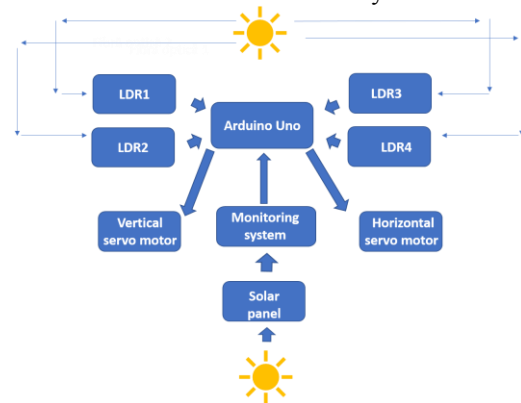 LDR1
LDR3
Arduino Uno
LDR2
LDR4
Vertical
servo motor
Monitoring
system
Horizontal
servo motor
Solar
panel